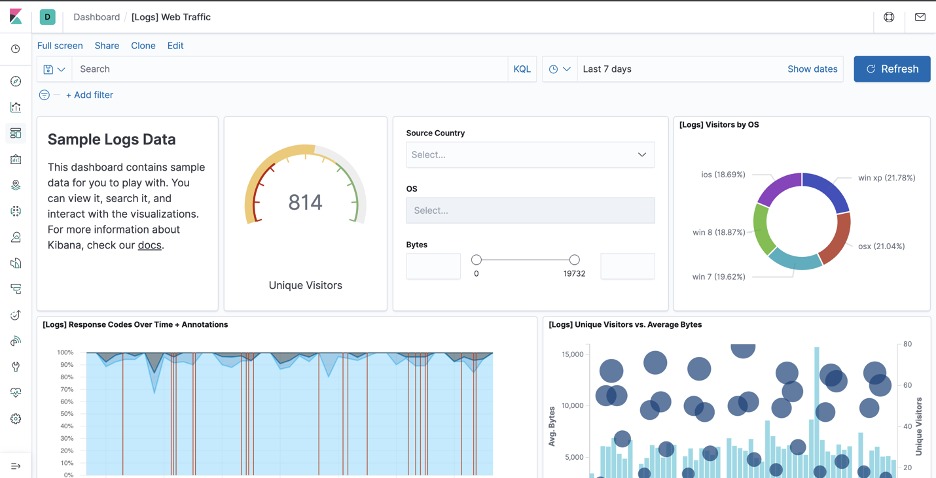 D
Dashboard / [Logs] Web Traffic
Full screen Share Clone Edit
Search KQL Last 7 days Show dates Refresh
+ Add filter
Sample Logs Data
This dashboard contains sample
data for you to play with. You
can view it, search it, and
interact with the visualizations.
For more information about
Kibana, check our docs.
814
Unique Visitors
Source Country
Select...
OS
Select...
Bytes
0 19732
[Logs] Visitors by OS
ios (18.69%)
win xp (21.78%)
win 8 (18.87%)
osx (21.04%)
win 7 (19.62%)
[Logs] Response Codes Over Time + Annotations
100%
90%
80%
70%
60%
50%
40%
30%
20%
10%
0%
[Logs] Unique Visitors vs. Average Bytes
15,000
10,000
5,000
Avg. Bytes
80
60
40
20
Unique Visitors